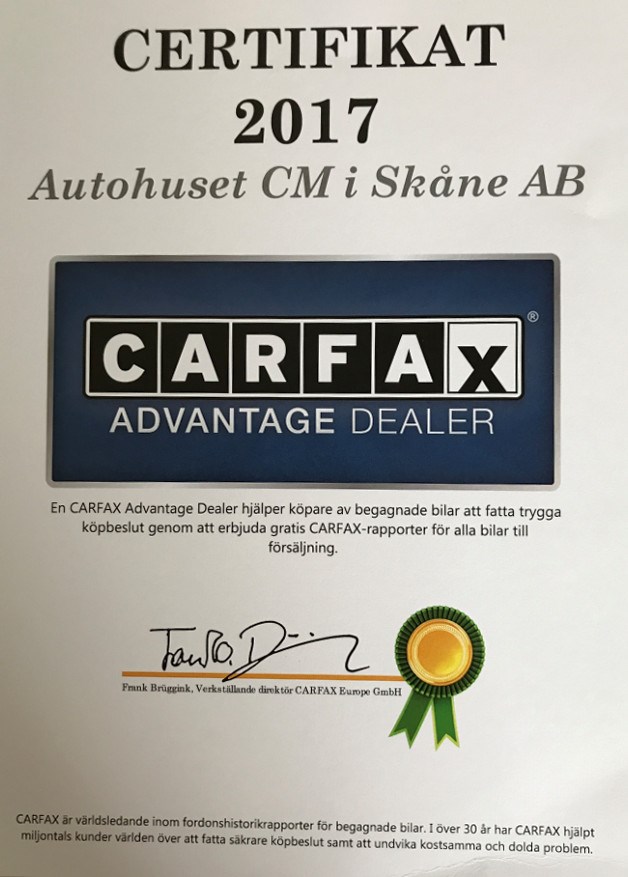 CERTIFIKAT
2017
Autohuset CM i Skåne AB
CARFAX®
ADVANTAGE DEALER
En CARFAX Advantage Dealer hjälper köpare av begagnade bilar att fatta trygga
köpbeslut genom att erbjuda gratis CARFAX-rapporter för alla bilar till
försäljning.
Frank Brüggink, Verkställande direktör CARFAX Europe GmbH
CARFAX är världsledande inom fordonshistorikrapporter för begagnade bilar. I över 30 år har CARFAX hjälpt
miljontals kunder världen över att fatta säkrare köpbeslut samt att undvika kostsamma och dolda problem.